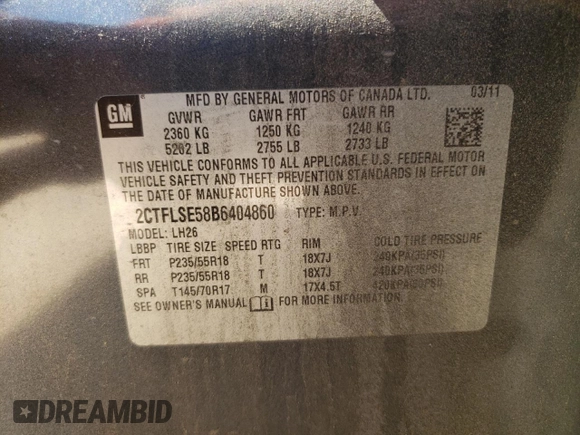 GM
MFD BY GENERAL MOTORS OF CANADA LTD. 03/11
GVWR GAWR FRT GAWR RR
2360 KG 1250 KG 1240 KG
5202 LB 2755 LB 2733 LB
THIS VEHICLE CONFORMS TO ALL APPLICABLE U.S. FEDERAL MOTOR
VEHICLE SAFETY AND THEFT PREVENTION STANDARDS IN EFFECT ON
THE DATE OF MANUFACTURE SHOWN ABOVE.
2CTFLSE58B6404860 TYPE: M.P.V.
MODEL: LH26
LBBP TIRE SIZE SPEED RTG RIM COLD TIRE PRESSURE
FRT P235/55R18 T 18X7J 240KPA(35PSI)
RR P235/55R18 T 18X7J 240KPA(35PSI)
SPA T145/70R17 M 17X4.5T 420KPA(60PSI)
SEE OWNER'S MANUAL FOR ADDITIONAL INFORMATION.
DREAMBID